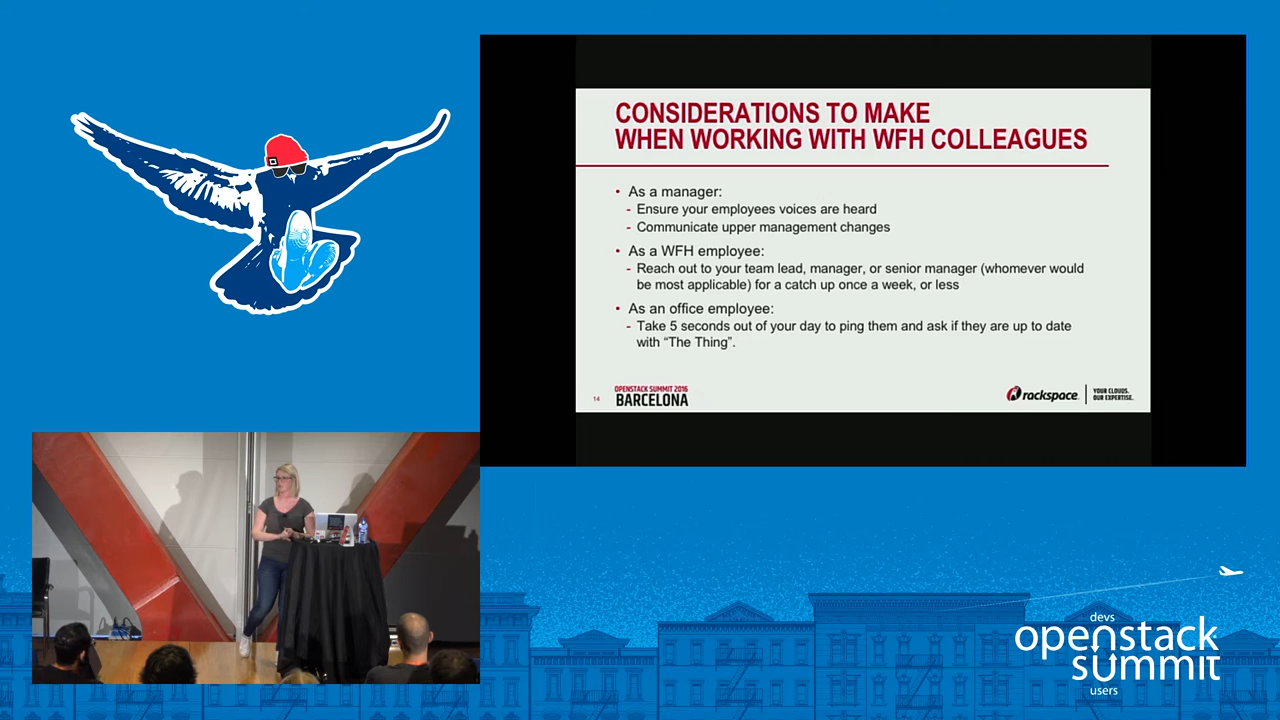 CONSIDERATIONS TO MAKE
WHEN WORKING WITH WFH COLLEAGUES
• As a manager:
- Ensure your employees voices are heard
- Communicate upper management changes
• As a WFH employee:
- Reach out to your team lead, manager, or senior manager (whomever would
be most applicable) for a catch up once a week, or less
• As an office employee:
- Take 5 seconds out of your day to ping them and ask if they are up to date
with “The Thing”.
14
OPENSTACK SUMMIT 2016
BARCELONA
rackspace
YOUR CLOUDS.
OUR EXPERTISE.
devs
openstack
summit
users